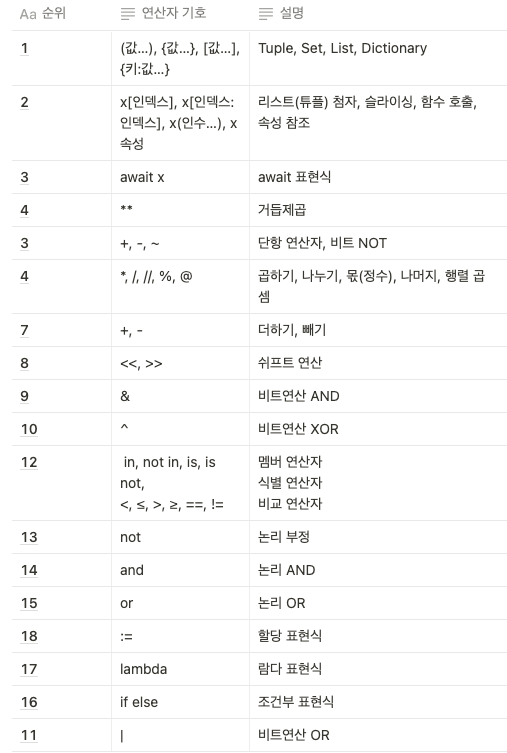 Aa 순위 연산자 기호 설명
1 (값...), {값...}, [값...], Tuple, Set, List, Dictionary
{키:값...}
2 x[인덱스], x[인덱스: 리스트(튜플) 첨자, 슬라이싱, 함수 호출,
인덱스], x(인수...), x 속성 참조
속성
3 await x await 표현식
4 ** 거듭제곱
3 +, -, ~ 단항 연산자, 비트 NOT
4 *, /, //, %, @ 곱하기, 나누기, 몫(정수), 나머지, 행렬 곱
셈
7 +, - 더하기, 빼기
8 <<, >> 쉬프트 연산
9 & 비트연산 AND
10 ^ 비트연산 XOR
12 in, not in, is, is 멤버 연산자
not, 식별 연산자
<, ≤, >, ≥, ==, != 비교 연산자
13 not 논리 부정
14 and 논리 AND
15 or 논리 OR
18 := 할당 표현식
17 lambda 람다 표현식
16 if else 조건부 표현식
11 | 비트연산 OR